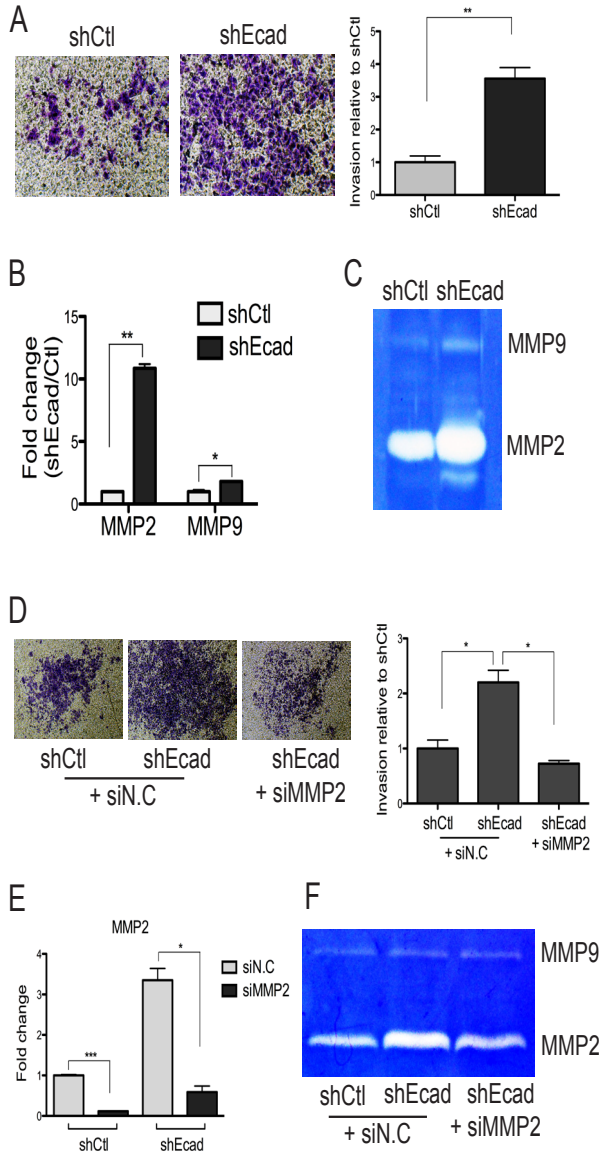 A
shCtl shEcad
Invasion relative to shCtl
5
4
3
2
1
0
**
shCtl shEcad
B
Fold change
(shEcad/Ctl)
15
10
5
0
**
*
shCtl
shEcad
MMP2 MMP9
C
shCtl shEcad
MMP9
MMP2
D
shCtl shEcad shEcad
+ siN.C + siMMP2
Invasion relative to shCtl
3
2
1
0
* *
shCtl shEcad shEcad
+ siN.C + siMMP2
E
MMP2
Fold change
4
3
2
1
0
***
*
siN.C
siMMP2
shCtl shEcad
F
MMP9
MMP2
shCtl shEcad shEcad
+ siN.C + siMMP2